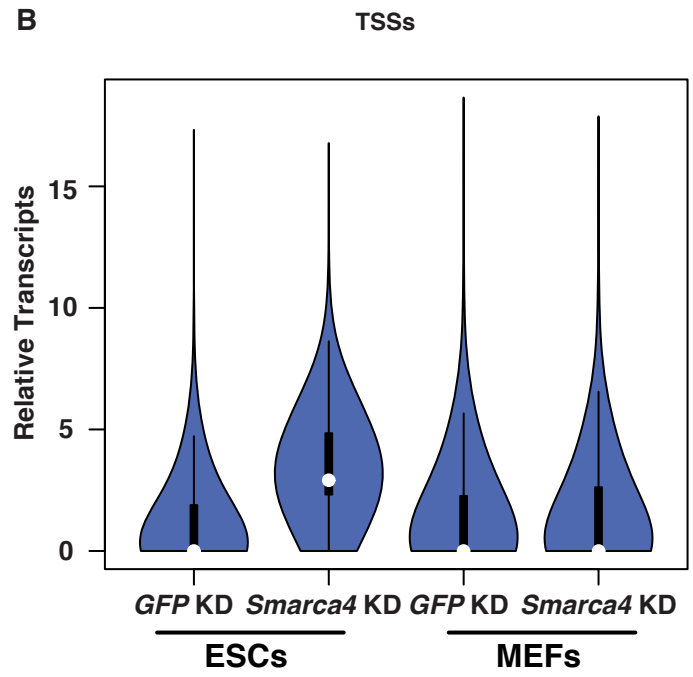 B
TSSs
Relative Transcripts
15
10
5
0
GFP KD Smarca4 KD GFP KD Smarca4 KD
ESCs MEFs